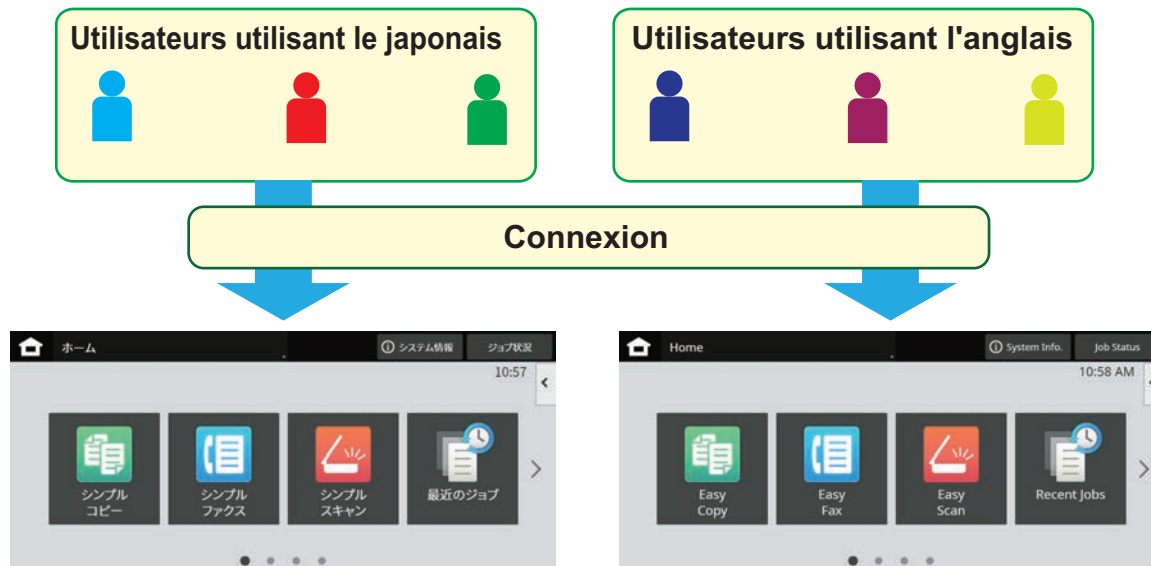 Utilisateurs utilisant le japonais
Utilisateurs utilisant l'anglais
Connexion
ホーム
システム情報
ジョブ状況
10:57
シンプル
コピー
シンプル
ファクス
シンプル
スキャン
最近のジョブ
Home
System Info.
Job Status
10:58 AM
Easy
Copy
Easy
Fax
Easy
Scan
Recent Jobs